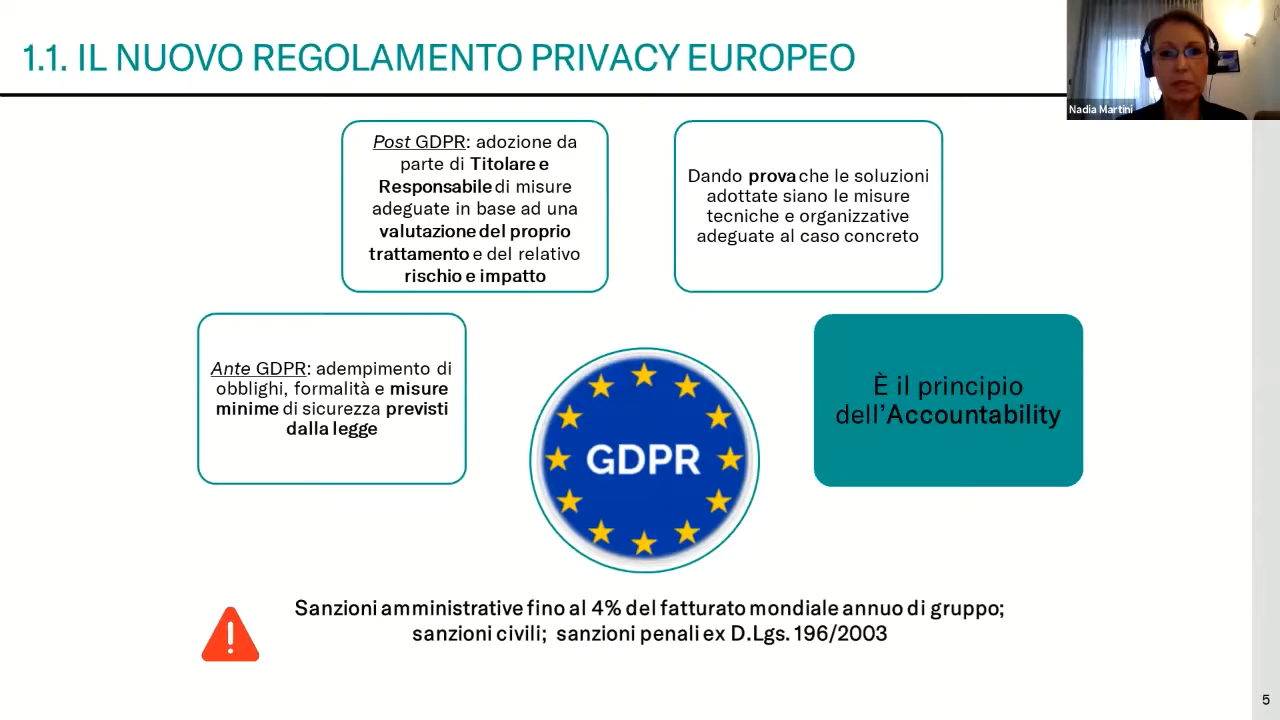 1.1. IL NUOVO REGOLAMENTO PRIVACY EUROPEO
Nadia Martini
Post GDPR: adozione da
parte di Titolare e
Responsabile di misure
adeguate in base ad una
valutazione del proprio
trattamento e del relativo
rischio e impatto
Dando prova che le soluzioni
adottate siano le misure
tecniche e organizzative
adeguate al caso concreto
Ante GDPR: adempimento di
obblighi, formalità e misure
minime di sicurezza previsti
dalla legge
GDPR
È il principio
dell'Accountability
Sanzioni amministrative fino al 4% del fatturato mondiale annuo di gruppo;
sanzioni civili; sanzioni penali ex D.Lgs. 196/2003
5